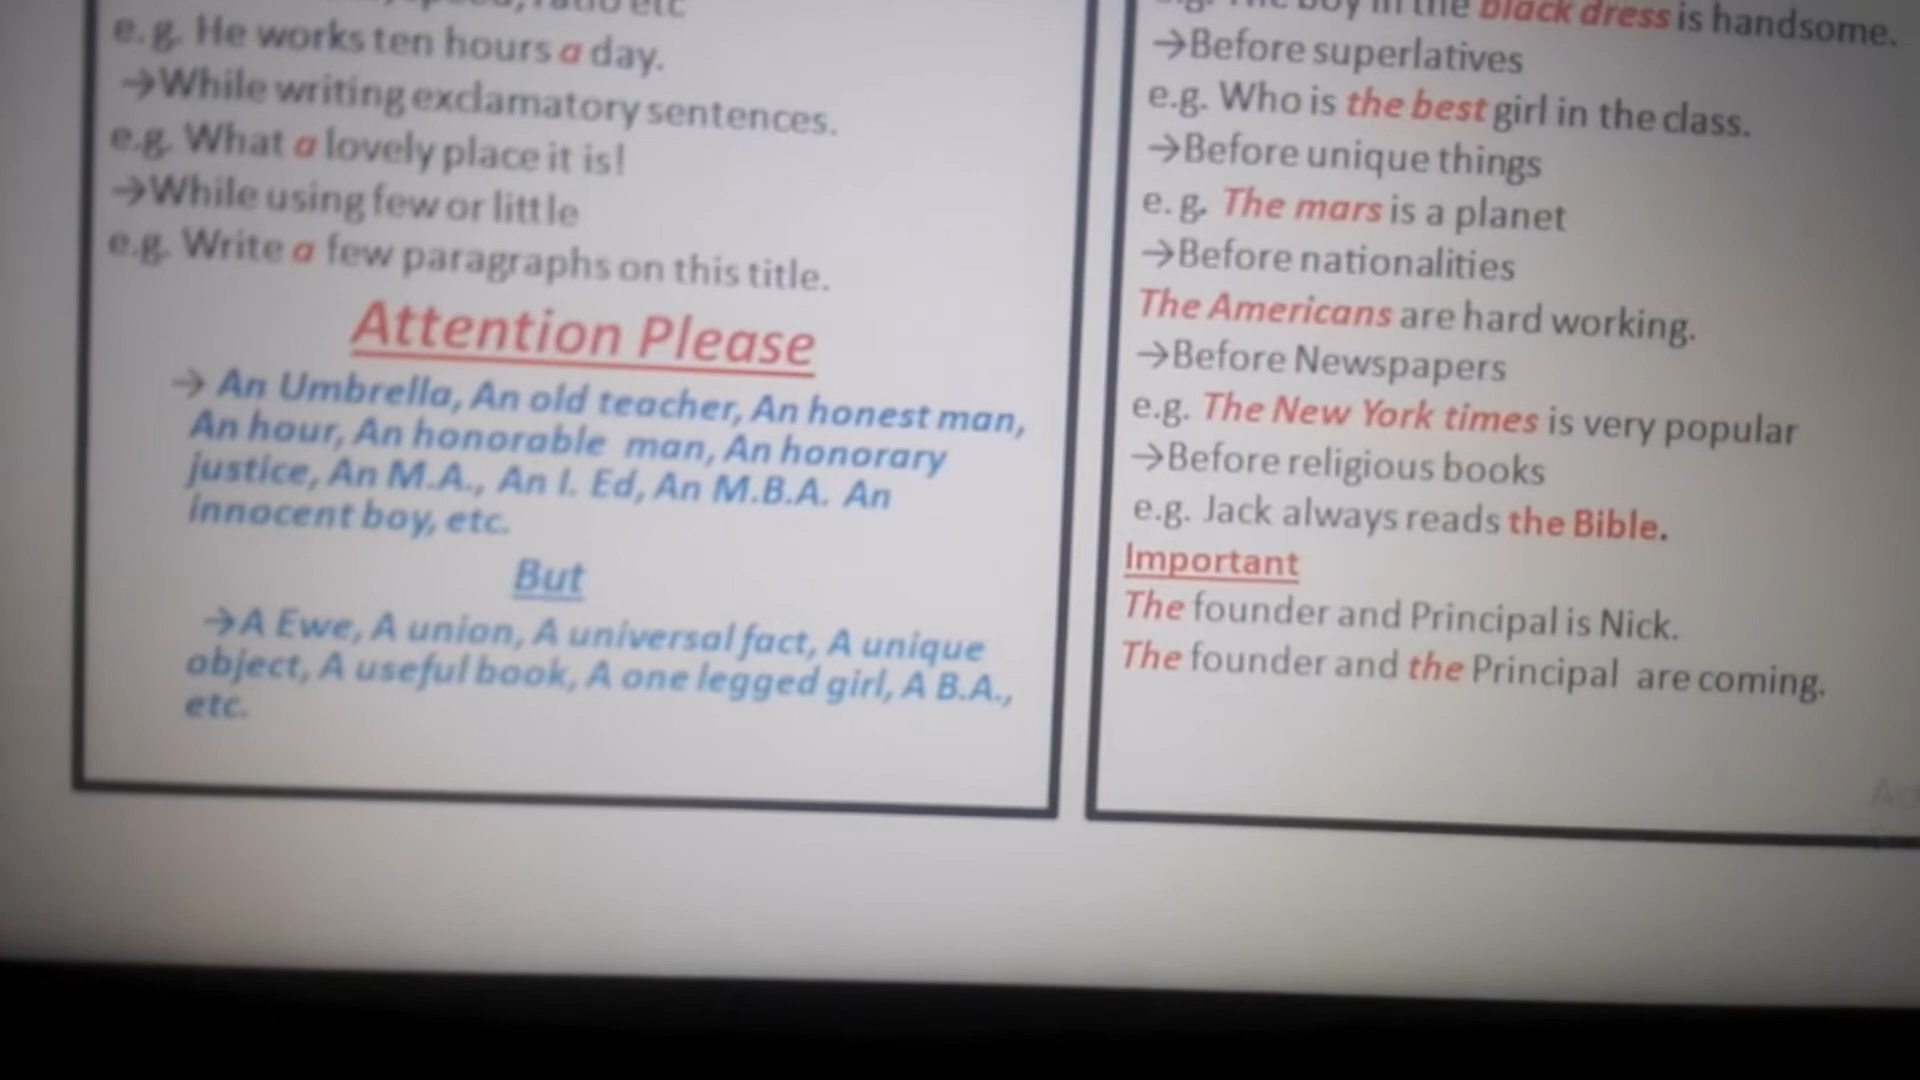 e.g. He works ten hours a day.
→While writing exclamatory sentences.
e.g. What a lovely place it is!
→While using few or little
e.g. Write a few paragraphs on this title.
Attention Please
→ An Umbrella, An old teacher, An honest man,
An hour, An honorable man, An honorary
justice, An M.A., An I. Ed, An M.B.A. An
innocent boy, etc.
But
→A Ewe, A union, A universal fact, A unique
object, A useful book, A one legged girl, A B.A.,
etc.
boy in the black dress is handsome.
→Before superlatives
e.g. Who is the best girl in the class.
→Before unique things
e.g. The mars is a planet
→Before nationalities
The Americans are hard working.
→Before Newspapers
e.g. The New York times is very popular
→Before religious books
e.g. Jack always reads the Bible.
Important
The founder and Principal is Nick.
The founder and the Principal are coming.